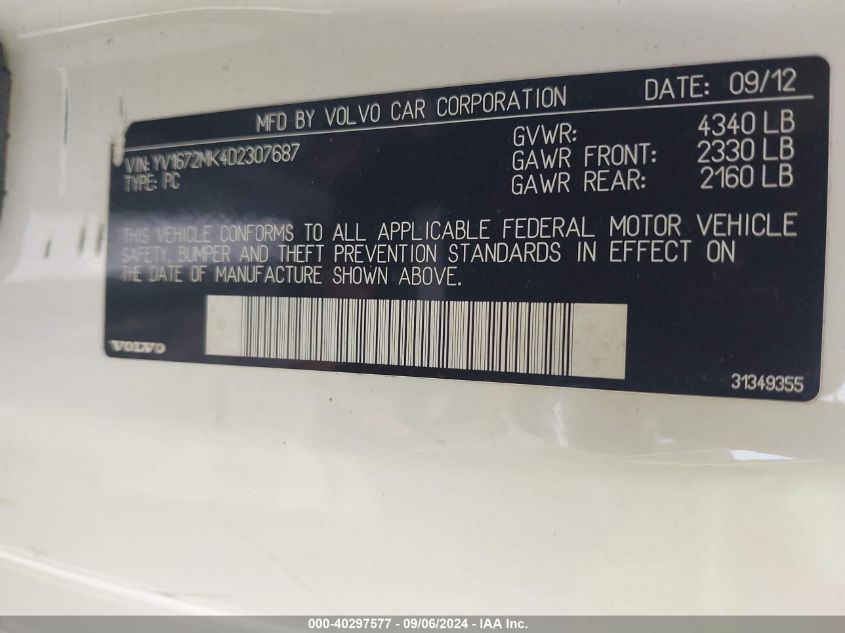 MFD BY VOLVO CAR CORPORATION DATE: 09/12
VIN: YV1672MK4D2307687
TYPE: PC
GVWR: 4340 LB
GAWR FRONT: 2330 LB
GAWR REAR: 2160 LB
THIS VEHICLE CONFORMS TO ALL APPLICABLE FEDERAL MOTOR VEHICLE
SAFETY, BUMPER AND THEFT PREVENTION STANDARDS IN EFFECT ON
THE DATE OF MANUFACTURE SHOWN ABOVE.
VOLVO
31349355
000-40297577 - 09/06/2024 - IAA Inc.